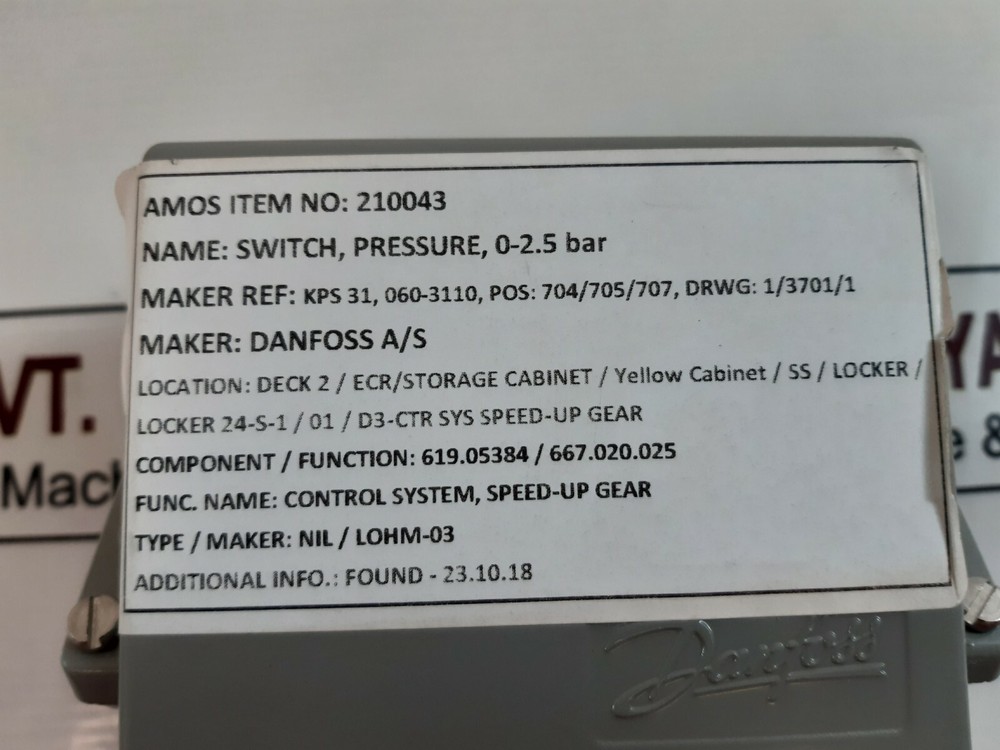 AMOS ITEM NO: 210043
NAME: SWITCH, PRESSURE, 0-2.5 bar
MAKER REF: KPS 31, 060-3110, POS: 704/705/707, DRWG: 1/3701/1
MAKER: DANFOSS A/S
LOCATION: DECK 2 / ECR/STORAGE CABINET / Yellow Cabinet / SS / LOCKER /
LOCKER 24-S-1 / 01 / D3-CTR SYS SPEED-UP GEAR
COMPONENT / FUNCTION: 619.05384 / 667.020.025
FUNC. NAME: CONTROL SYSTEM, SPEED-UP GEAR
TYPE / MAKER: NIL / LOHM-03
ADDITIONAL INFO.: FOUND - 23.10.18
Danfoss
VT.
Mach
YA
e &